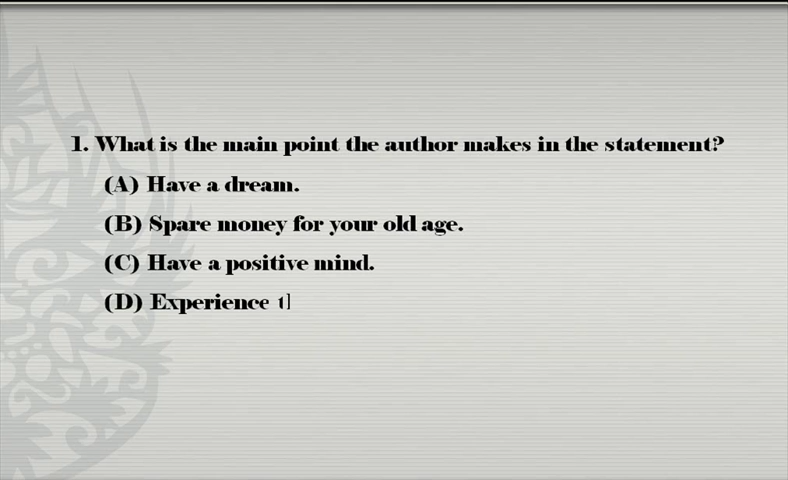 1. What is the main point the author makes in the statement?
(A) Have a dream.
(B) Spare money for your old age.
(C) Have a positive mind.
(D) Experience